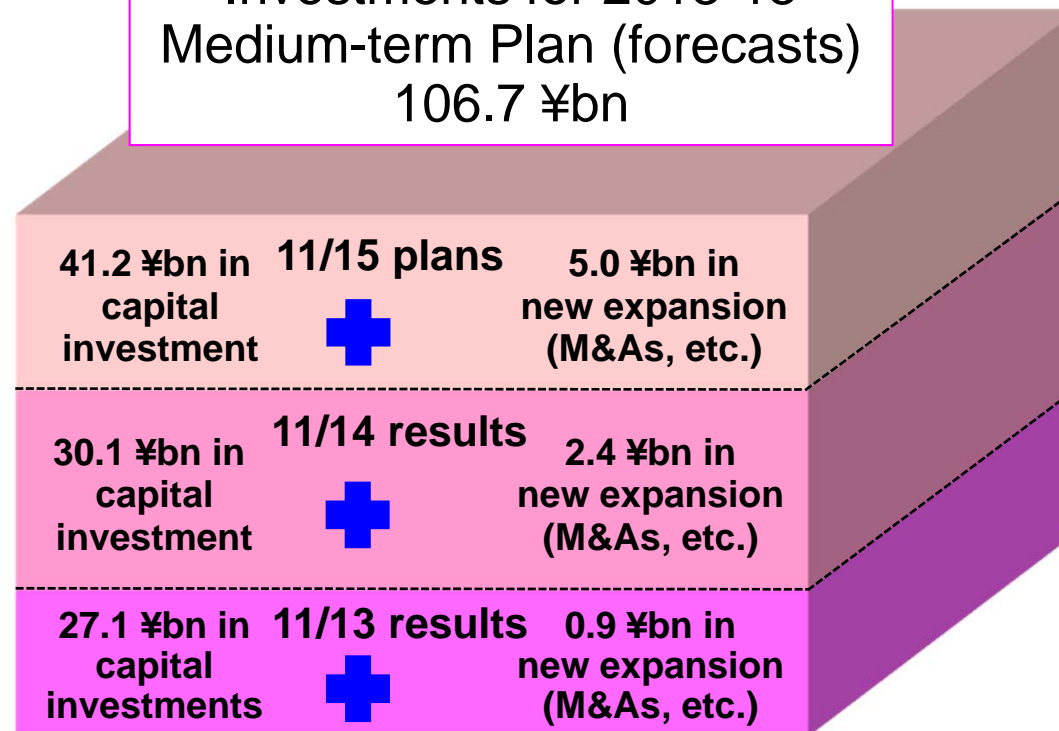 Investments for
Medium-term Plan (forecasts)
106.7 ¥bn
41.2 ¥bn in
capital
investment
11/15 plans
5.0 ¥bn in
new expansion
(M&As, etc.)
30.1 ¥bn in
capital
investment
11/14 results
2.4 ¥bn in
new expansion
(M&As, etc.)
27.1 ¥bn in
capital
investments
11/13 results
0.9 ¥bn in
new expansion
(M&As, etc.)